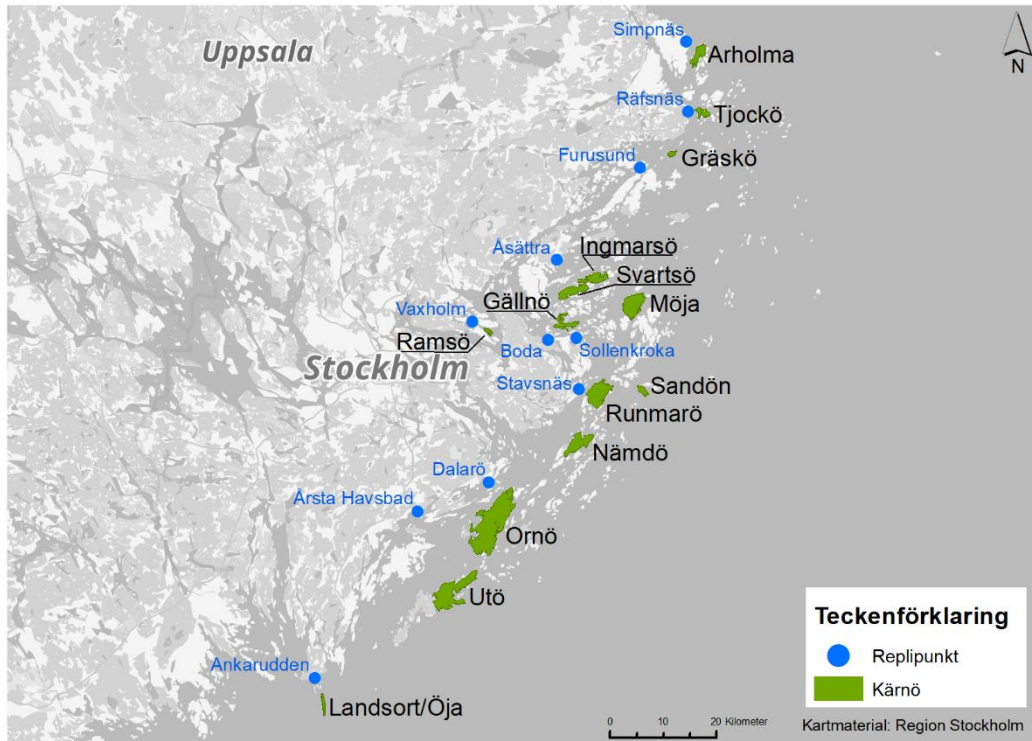 Simpnäs
Uppsala
Arholma
N
Räfsnäs
Tjockö
Furusund
Gräskö
Åsättra
Ingmarsö
Svartsö
Gällnö
Möja
Vaxholm
Ramsö
Boda
Sollenkroka
Stockholm
Stavsnäs
Sandön
Runmarö
Nämdö
Dalarö
Årsta Havsbad
Ornö
Utö
Ankarudden
Landsort/Öja
Teckenförklaring
Replipunkt
Kärnö
0 10 20 Kilometer
Kartmaterial: Region Stockholm